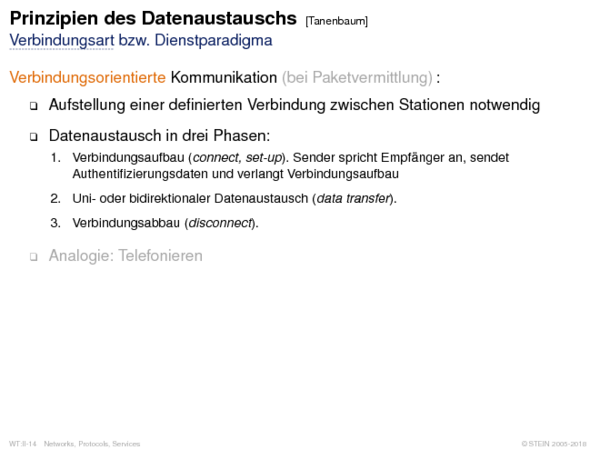 Prinzipien des Datenaustauschs [Tanenbaum]
Verbindungsart bzw. Dienstparadigma
Verbindungsorientierte Kommunikation (bei Paketvermittlung) :
❑ Aufstellung einer definierten Verbindung zwischen Stationen notwendig
❑ Datenaustausch in drei Phasen:
1. Verbindungsaufbau (connect, set-up). Sender spricht Empfänger an, sendet
Authentifizierungsdaten und verlangt Verbindungsaufbau
2. Uni- oder bidirektionaler Datenaustausch (data transfer).
3. Verbindungsabbau (disconnect).
❑ Analogie: Telefonieren
WT:II-14 Networks, Protocols, Services © STEIN 2005-2018